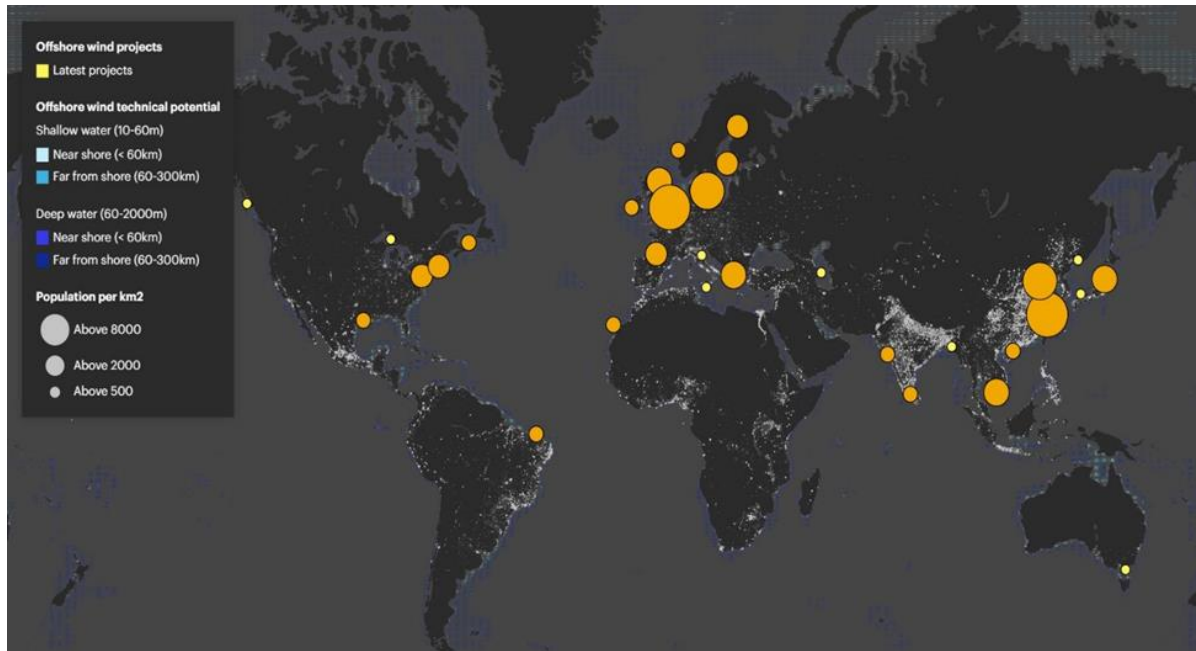 Offshore wind projects
Latest projects
Offshore wind technical potential
Shallow water (10-60m)
Near shore (< 60km)
Far from shore (60-300km)
Deep water (60-2000m)
Near shore (< 60km)
Far from shore (60-300km)
Population per km2
Above 8000
Above 2000
Above 500